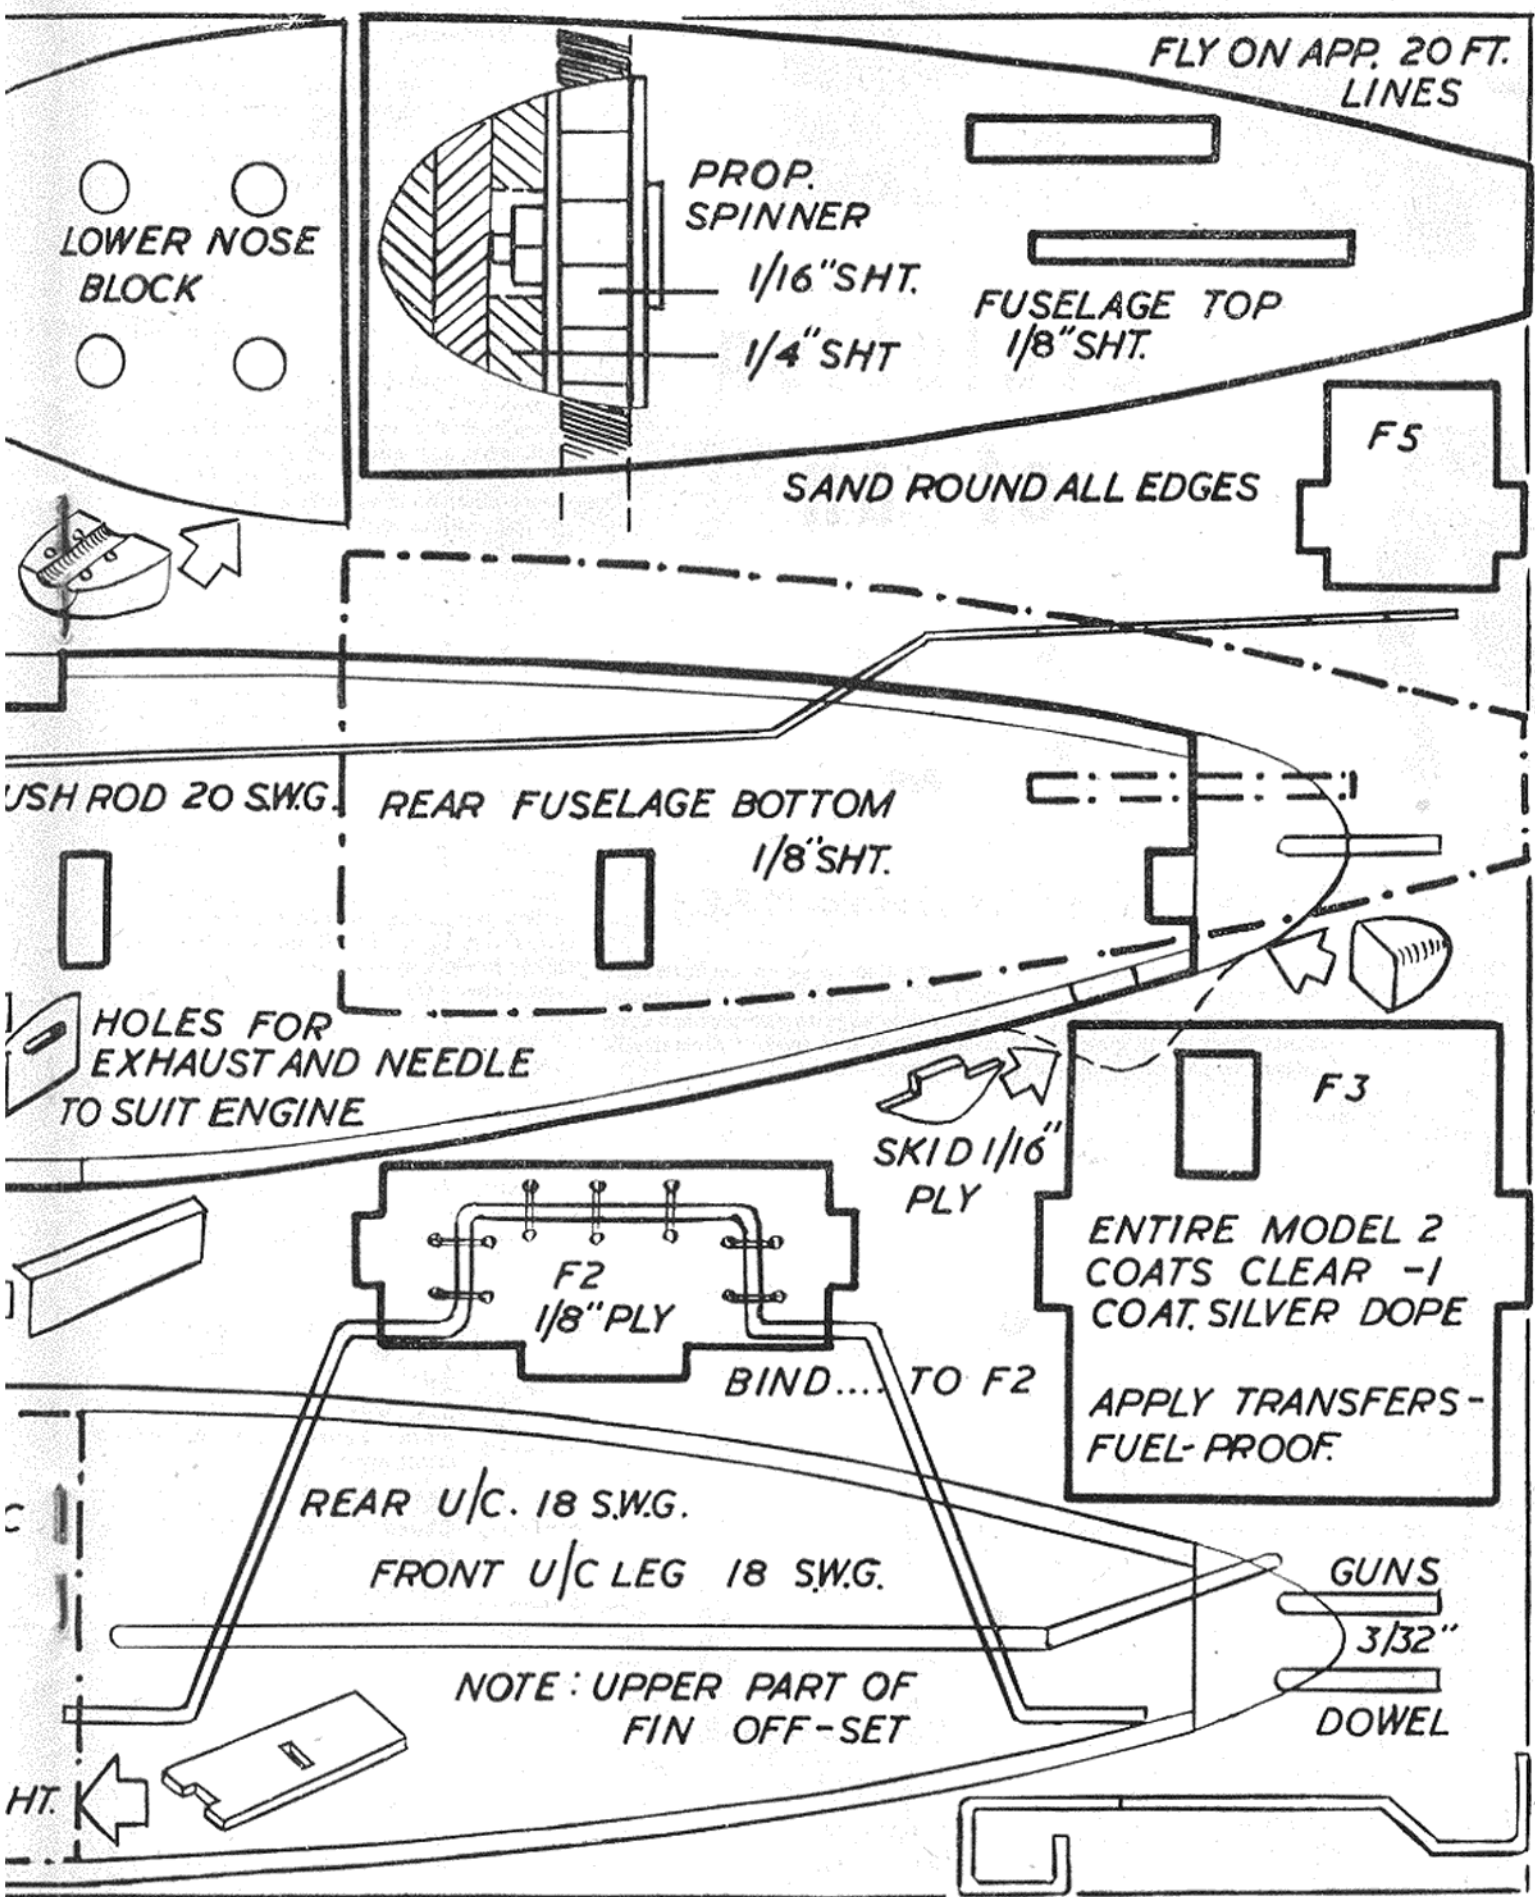 FLY ON APP. 20 FT.
LINES
PROP.
SPINNER
1/16"SHT.
1/4"SHT
LOWER NOSE
BLOCK
FUSELAGE TOP
1/8"SHT.
F5
SAND ROUND ALL EDGES
USH ROD 20 S.W.G.
REAR FUSELAGE BOTTOM
1/8"SHT.
HOLES FOR
EXHAUST AND NEEDLE
TO SUIT ENGINE
SKID 1/16"
PLY
F3
ENTIRE MODEL 2
COATS CLEAR -1
COAT. SILVER DOPE
APPLY TRANSFERS-
FUEL-PROOF.
F2
1/8" PLY
BIND.... TO F2
REAR U/C. 18 S.W.G.
C
FRONT U/C LEG 18 S.W.G.
GUNS
3/32"
DOWEL
NOTE: UPPER PART OF
FIN OFF-SET
HT.